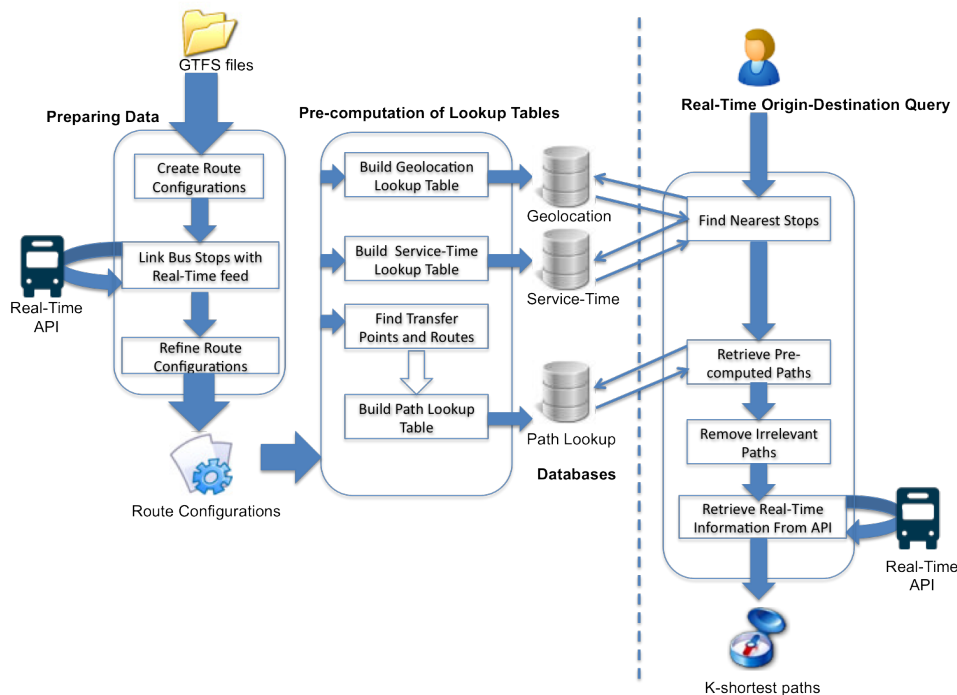 GTFS files
Preparing Data
Create Route
Configurations
Link Bus Stops with
Real-Time feed
Real-Time
API
Refine Route
Configurations
Route Configurations
Pre-computation of Lookup Tables
Build Geolocation
Lookup Table
Build Service-Time
Lookup Table
Find Transfer
Points and Routes
Build Path Lookup
Table
Geolocation
Service-Time
Path Lookup
Databases
Real-Time Origin-Destination Query
Find Nearest Stops
Retrieve Pre-
computed Paths
Remove Irrelevant
Paths
Retrieve Real-Time
Information From API
Real-Time
API
K-shortest paths